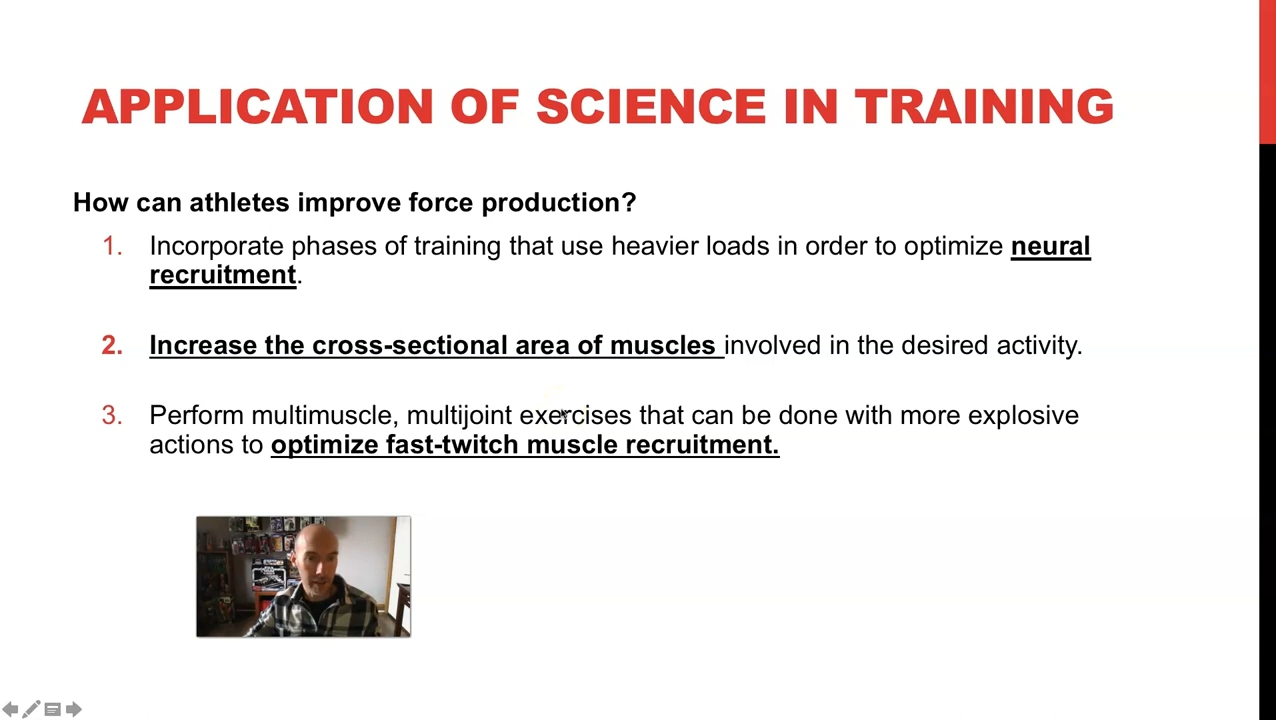 APPLICATION OF SCIENCE IN TRAINING
How can athletes improve force production?
1. Incorporate phases of training that use heavier loads in order to optimize neural
recruitment.
2. Increase the cross-sectional area of muscles involved in the desired activity.
3. Perform multimuscle, multijoint exercises that can be done with more explosive
actions to optimize fast-twitch muscle recruitment.